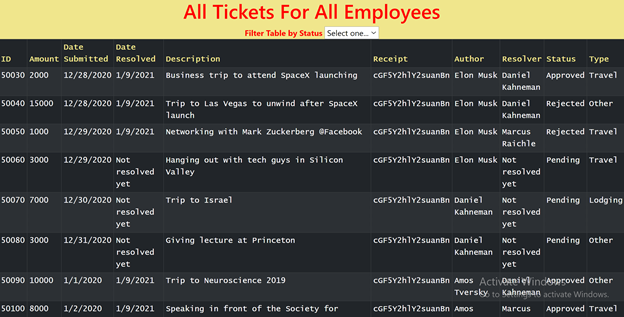 All Tickets For All Employees
Filter Table by Status Select one...
ID Amount Date Submitted Date Resolved Description Receipt Author Resolver Status Type
50030 2000 12/28/2020 1/9/2021 Business trip to attend SpaceX launching cGF5Y2hlY2suanBn Elon Musk Daniel Kahneman Approved Travel
50040 15000 12/28/2020 1/9/2021 Trip to Las Vegas to unwind after SpaceX launch cGF5Y2hlY2suanBn Elon Musk Daniel Kahneman Rejected Other
50050 1000 12/29/2020 1/9/2021 Networking with Mark Zuckerberg @Facebook cGF5Y2hlY2suanBn Elon Musk Marcus Raichle Rejected Travel
50060 3000 12/29/2020 Not resolved yet Hanging out with tech guys in Silicon Valley cGF5Y2hlY2suanBn Elon Musk Not resolved yet Pending Travel
50070 7000 12/30/2020 Not resolved yet Trip to Israel cGF5Y2hlY2suanBn Daniel Kahneman Not resolved yet Pending Lodging
50080 3000 12/31/2020 Not resolved yet Giving lecture at Princeton cGF5Y2hlY2suanBn Daniel Kahneman Not resolved yet Pending Other
50090 10000 1/1/2020 1/9/2021 Trip to Neuroscience 2019 cGF5Y2hlY2suanBn Amos Tversky Daniel Kahneman Approved Other
50100 8000 1/2/2020 1/9/2021 Speaking in front of the Society for cGF5Y2hlY2suanBn Amos Marcus Approved Travel
Activate Windows
Go to Settings to activate Windows.